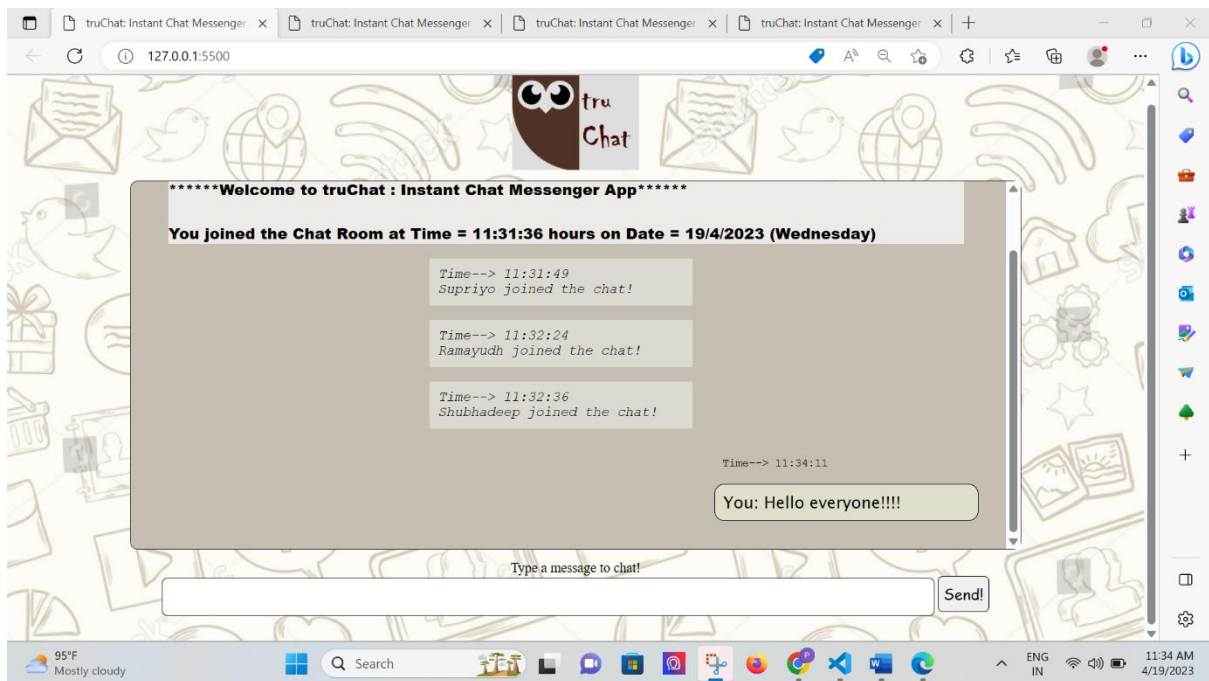 truChat: Instant Chat Messenger
truChat: Instant Chat Messenger
truChat: Instant Chat Messenger
truChat: Instant Chat Messenger
127.0.0.1:5500
tru
Chat
******Welcome to truChat : Instant Chat Messenger App******
You joined the Chat Room at Time = 11:31:36 hours on Date = 19/4/2023 (Wednesday)
Time--> 11:31:49
Supriyo joined the chat!
Time--> 11:32:24
Ramayudh joined the chat!
Time--> 11:32:36
Shubhadeep joined the chat!
Time--> 11:34:11
You: Hello everyone!!!!
Type a message to chat!
Send!
95°F
Mostly cloudy
Search
ENG
IN
11:34 AM
4/19/2023